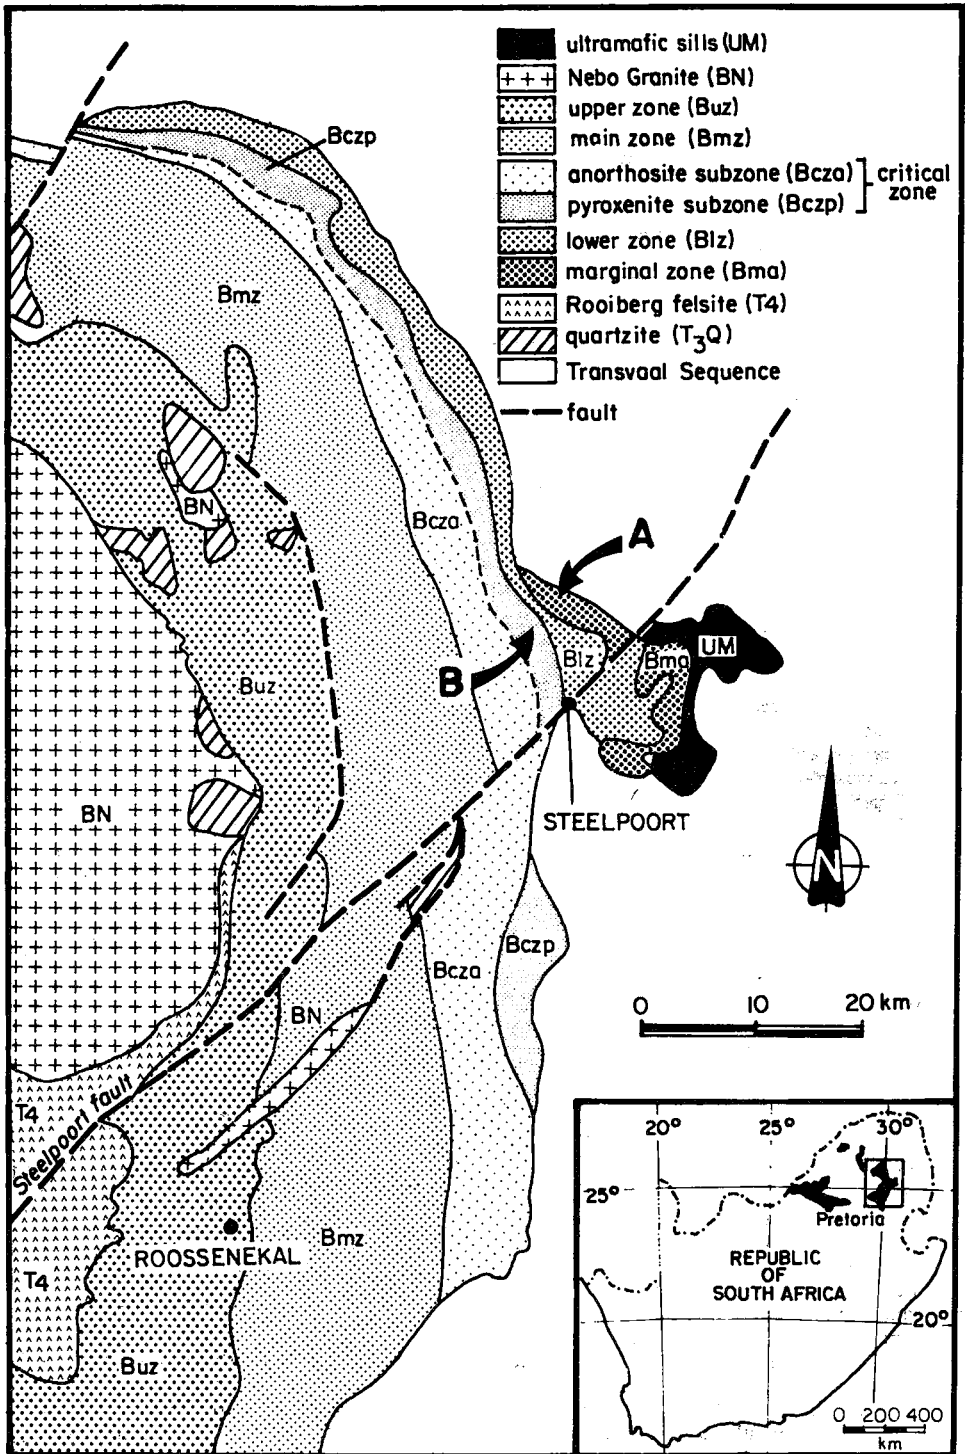 ultramafic sills (UM)
Nebo Granite (BN)
upper zone (Buz)
main zone (Bmz)
anorthosite subzone (Bcza)
pyroxenite subzone (Bczp)
critical
zone
lower zone (Blz)
marginal zone (Bma)
Rooiberg felsite (T4)
quartzite (T3Q)
Transvaal Sequence
fault
Bczp
Bmz
Bcza
BN
A
B
Blz
Bma
UM
Buz
BN
STEELPOORT
N
Bczp
Bcza
BN
0 10 20 km
Steelpoort fault
T4
T4
ROOSSENEKAL
Bmz
Buz
20° 25° 30°
25°
Pretoria
REPUBLIC
OF
SOUTH AFRICA
20°
0 200 400
km